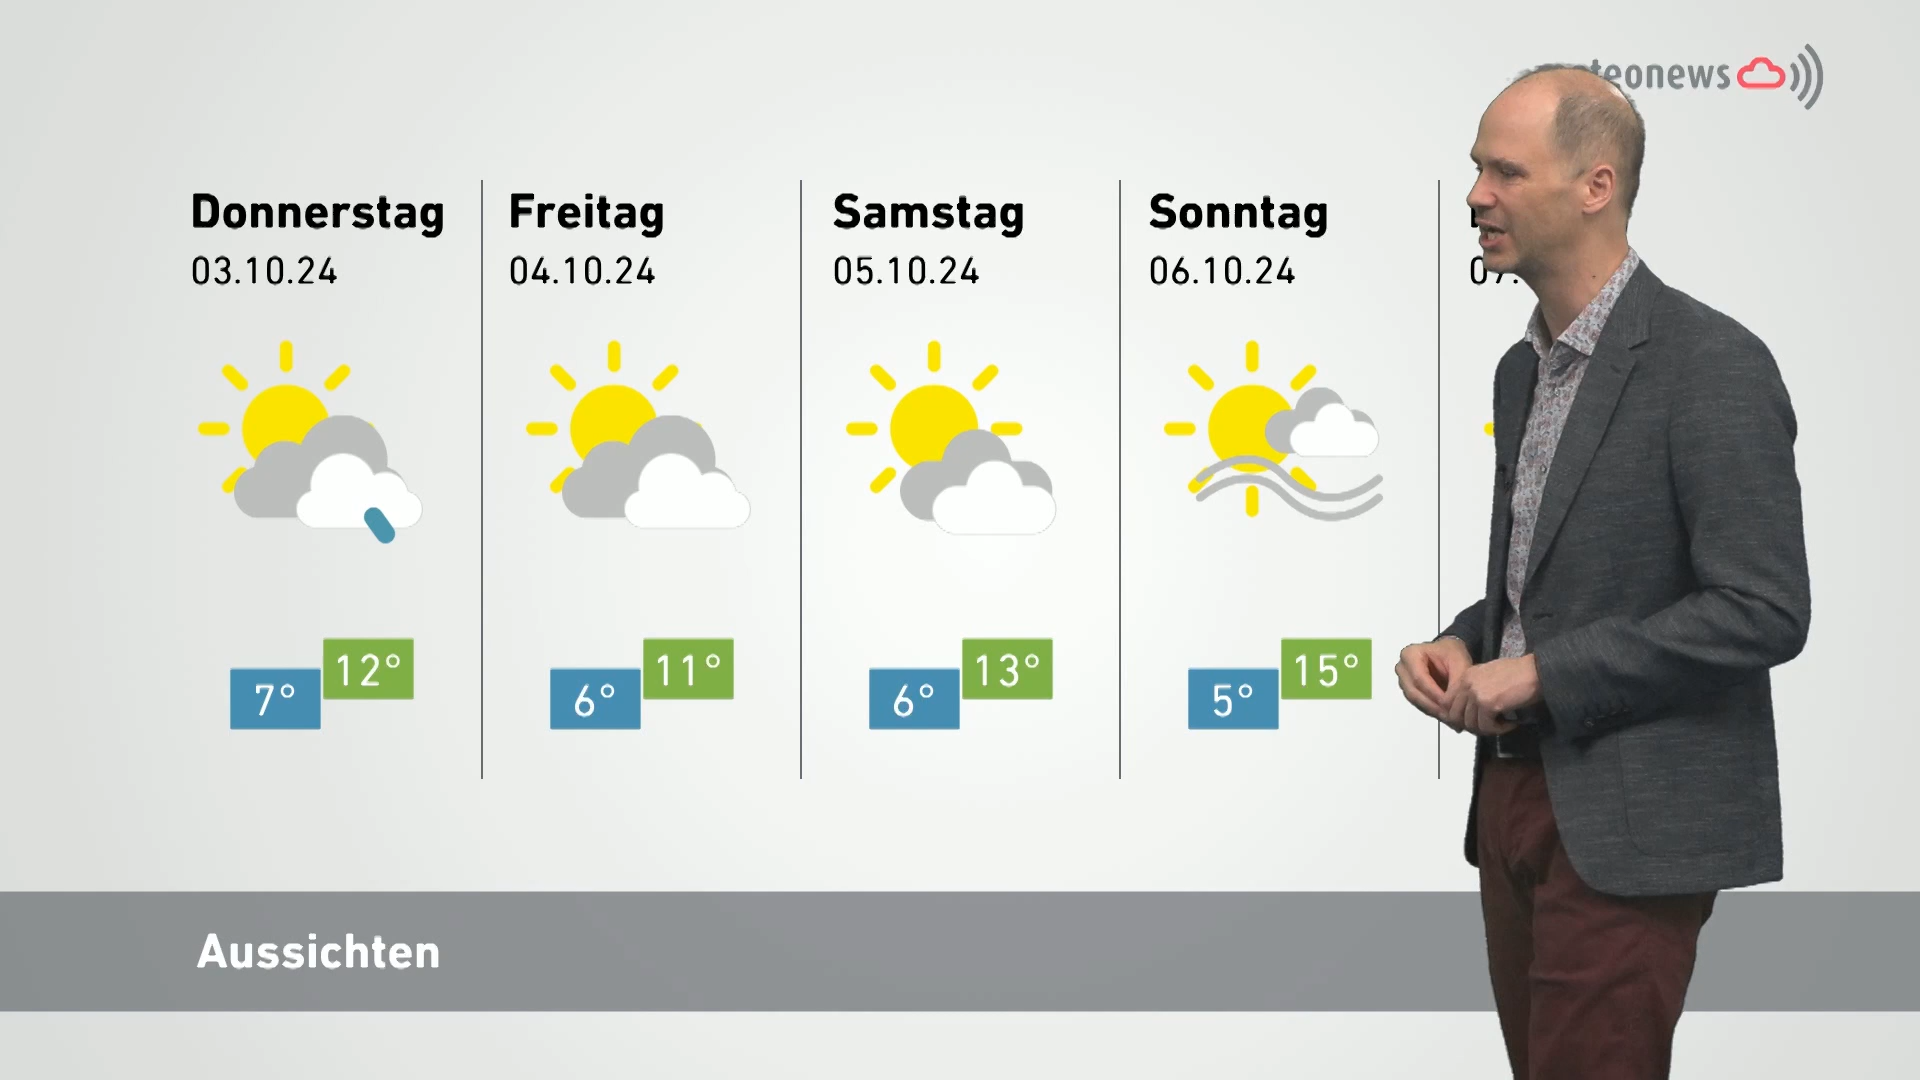 Donnerstag
03.10.24
7° 12°
Freitag
04.10.24
6° 11°
Samstag
05.10.24
6° 13°
Sonntag
06.10.24
5° 15°
Aussichten